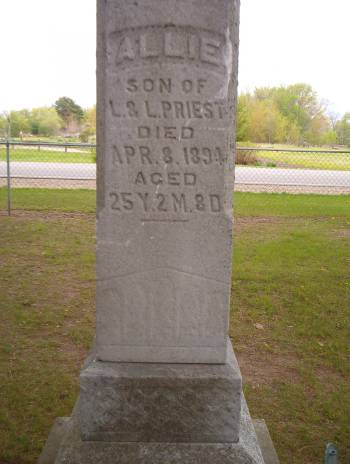 ALLIE
SON OF
L. & L. PRIEST
DIED
APR. 8. 1894
AGED
25 Y. 2 M. 8 D